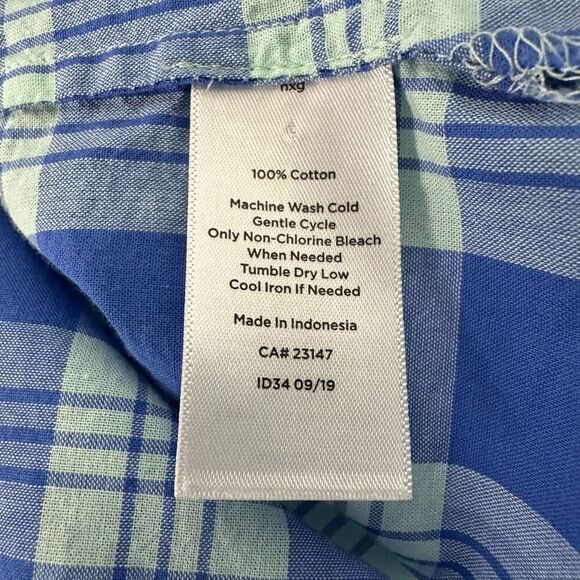 nxg
100% Cotton
Machine Wash Cold
Gentle Cycle
Only Non-Chlorine Bleach
When Needed
Tumble Dry Low
Cool Iron If Needed
Made In Indonesia
CA# 23147
ID34 09/19